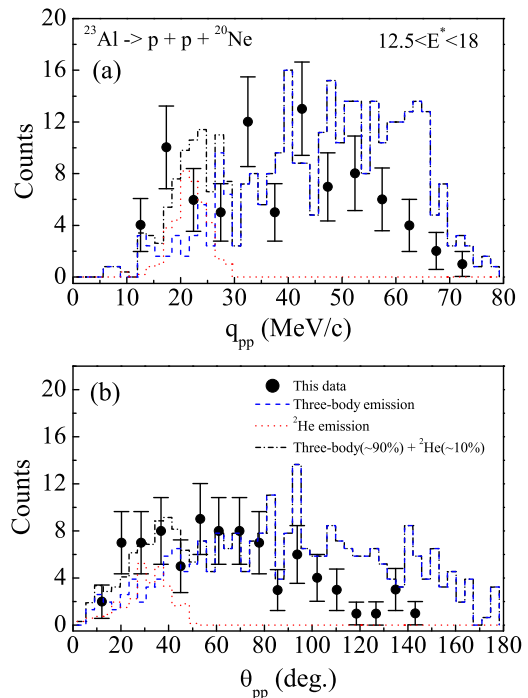 ²³Al -> p + p + ²⁰Ne 12.5<E*<18
(a)
Counts
16
12
8
4
0
0 10 20 30 40 50 60 70 80
q_pp (MeV/c)
(b)
This data
Three-body emission
²He emission
Three-body(~90%) + ²He(~10%)
Counts
20
16
12
8
4
0
0 20 40 60 80 100 120 140 160 180
θ_pp (deg.)